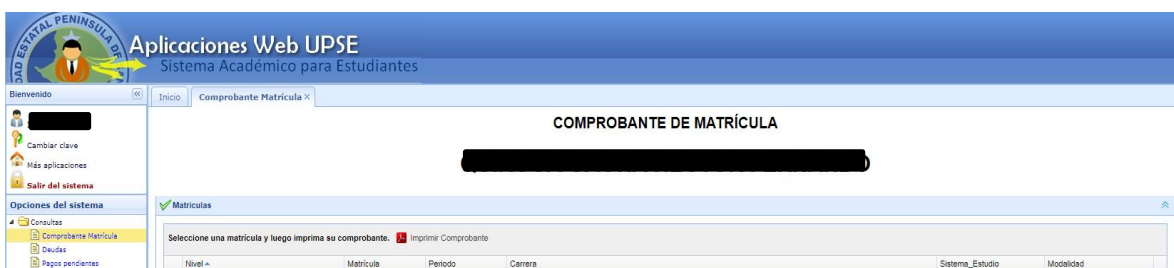 Aplicaciones Web UPSE
Sistema Académico para Estudiantes
Bienvenido
Inicio
Comprobante Matrícula
COMPROBANTE DE MATRÍCULA
Cambiar clave
Más aplicaciones
Salir del sistema
Opciones del sistema
Matriculas
Consultas
Comprobante Matrícula
Deudas
Pagos pendientes
Seleccione una matrícula y luego imprima su comprobante. Imprimir Comprobante
Nivel Matrícula Periodo Carrera Sistema_Estudio Modalidad